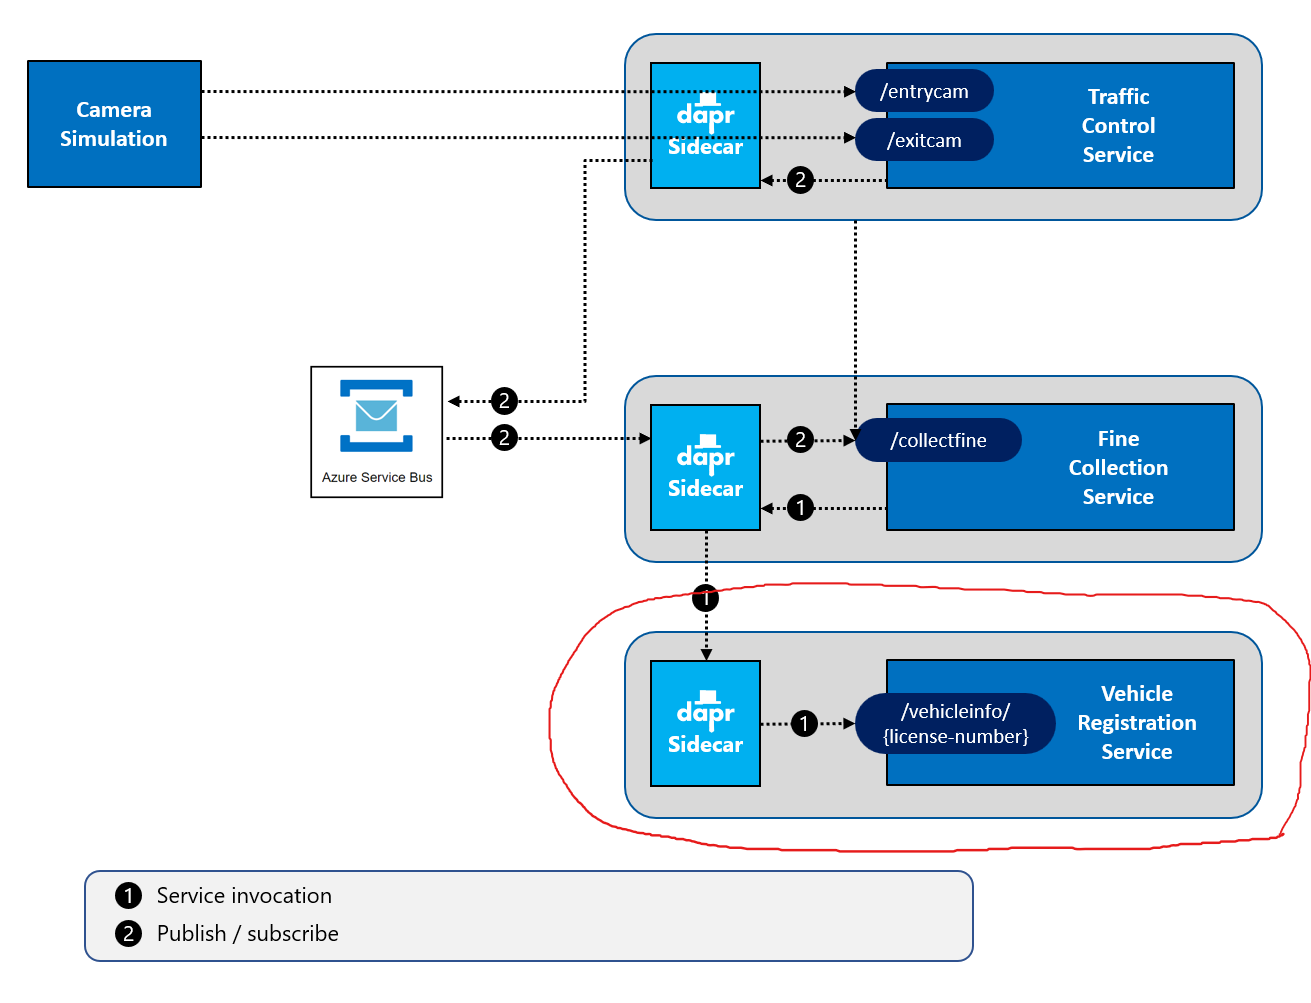 Camera
Simulation
dapr
Sidecar
/entrycam
/exitcam
Traffic
Control
Service
2
2
2
Azure Service Bus
dapr
Sidecar
2
/collectfine
1
Fine
Collection
Service
1
dapr
Sidecar
1
/vehicleinfo/
{license-number}
Vehicle
Registration
Service
1 Service invocation
2 Publish / subscribe